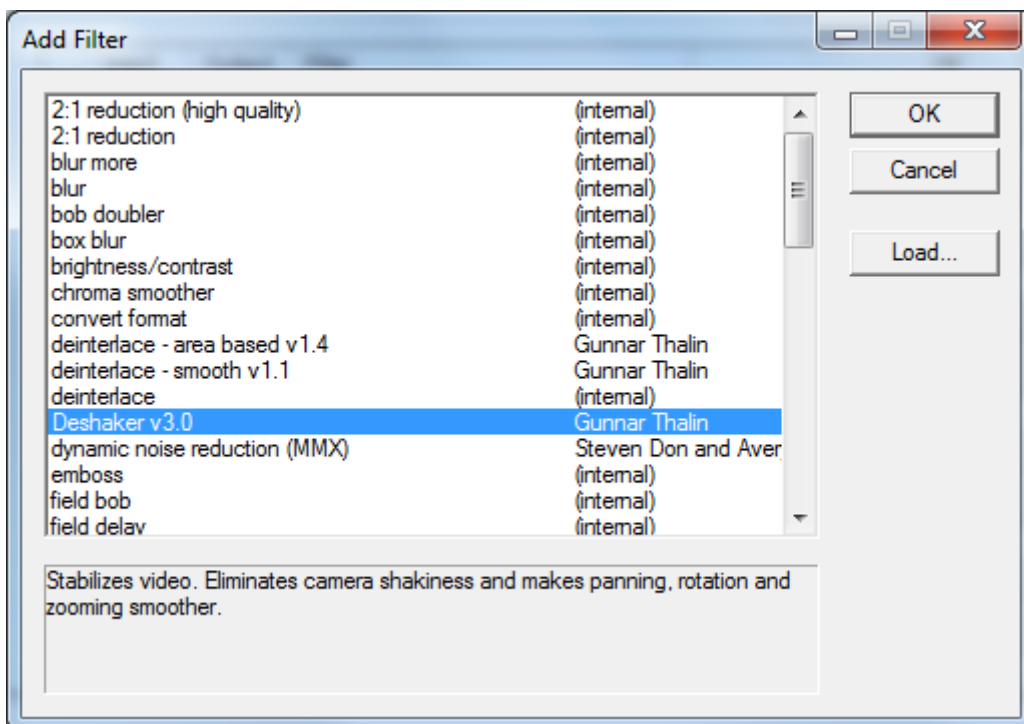 Add Filter
2:1 reduction (high quality) (internal)
2:1 reduction (internal)
blur more (internal)
blur (internal)
bob doubler (internal)
box blur (internal)
brightness/contrast (internal)
chroma smoother (internal)
convert format (internal)
deinterlace - area based v1.4 Gunnar Thalin
deinterlace - smooth v1.1 Gunnar Thalin
deinterlace (internal)
Deshaker v3.0 Gunnar Thalin
dynamic noise reduction (MMX) Steven Don and Aver
emboss (internal)
field bob (internal)
field delay (internal)
OK
Cancel
Load...
Stabilizes video. Eliminates camera shakiness and makes panning, rotation and
zooming smoother.